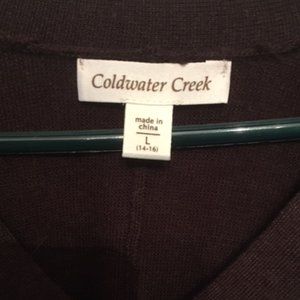 Coldwater Creek
made in
china
L
(14-16)